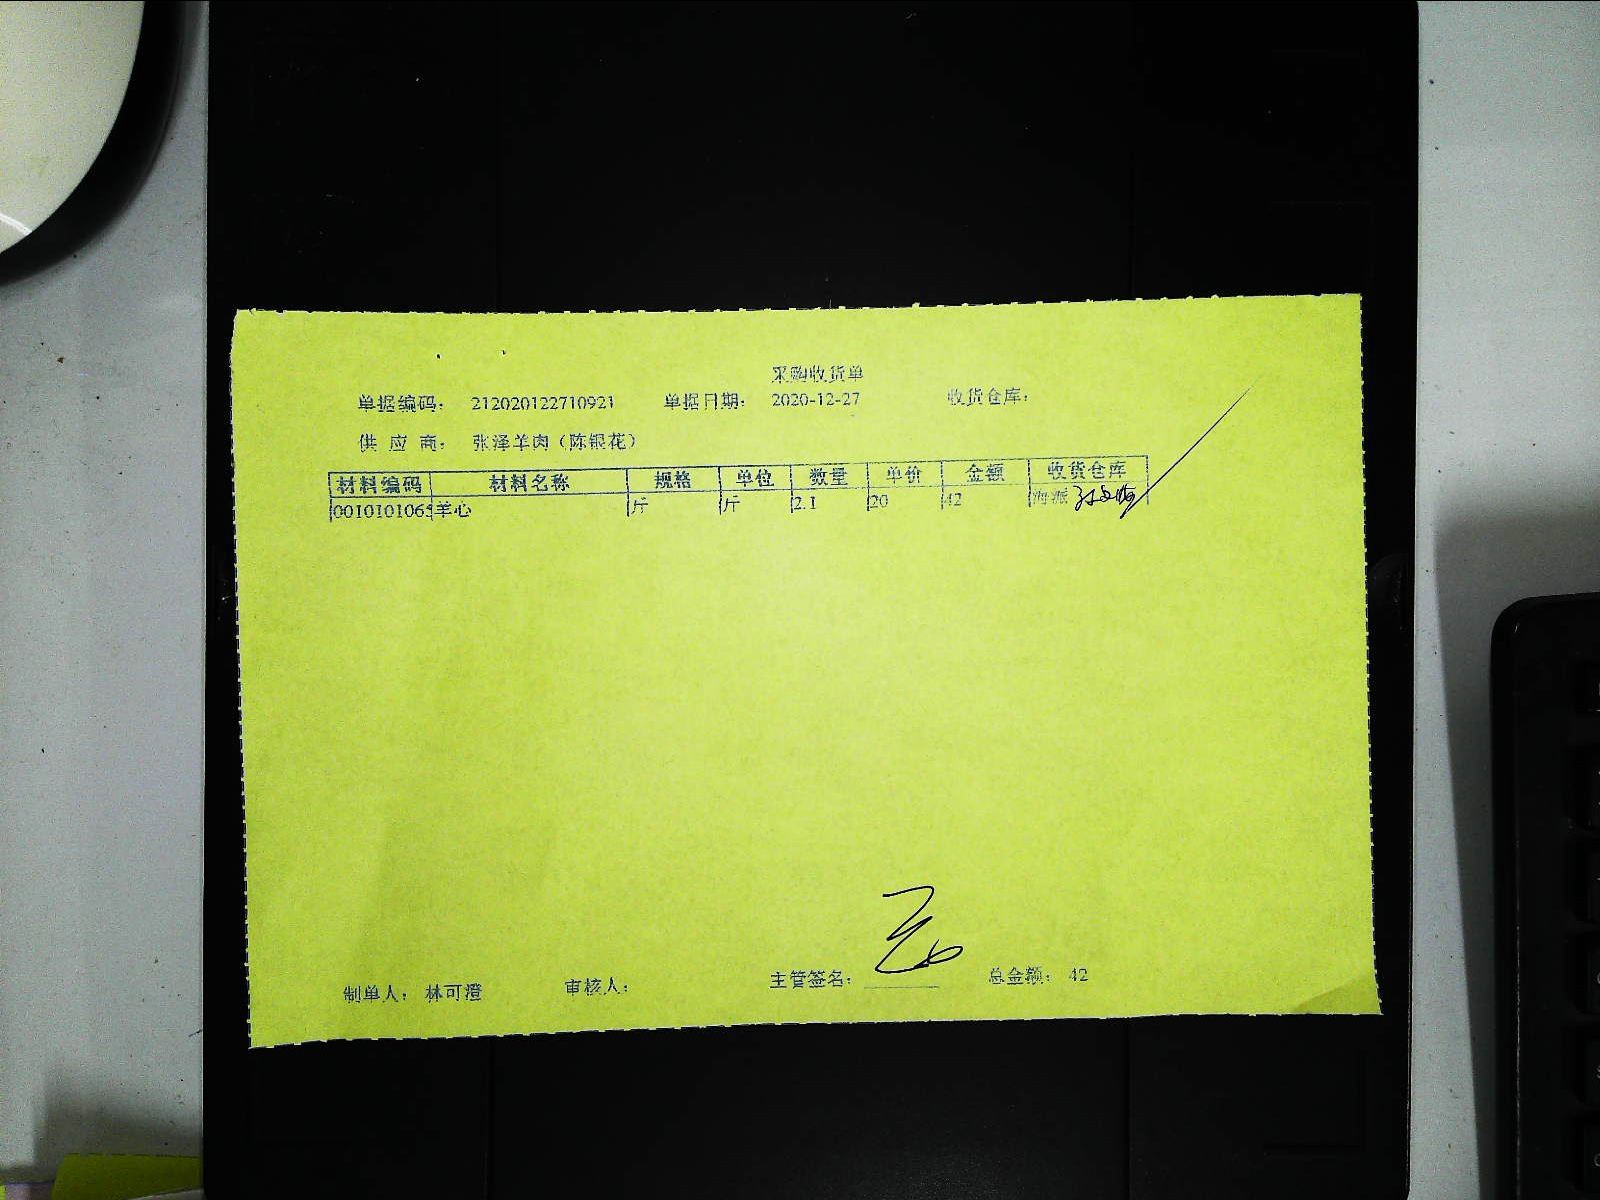 采购收货单
单据编码： 212020122710921 单据日期： 2020-12-27 收货仓库：
供 应 商： 张泽羊肉（陈银花）
材料编码 材料名称 规格 单位 数量 单价 金额 收货仓库
0010101065 羊心 斤 斤 2.1 20 42 海派
制单人： 林可澄 审核人： 主管签名： 总金额： 42